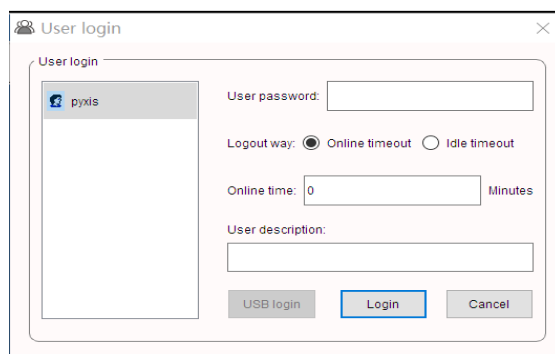 User login
User login
pyxis
User password:
Logout way: Online timeout Idle timeout
Online time: 0 Minutes
User description:
USB login Login Cancel